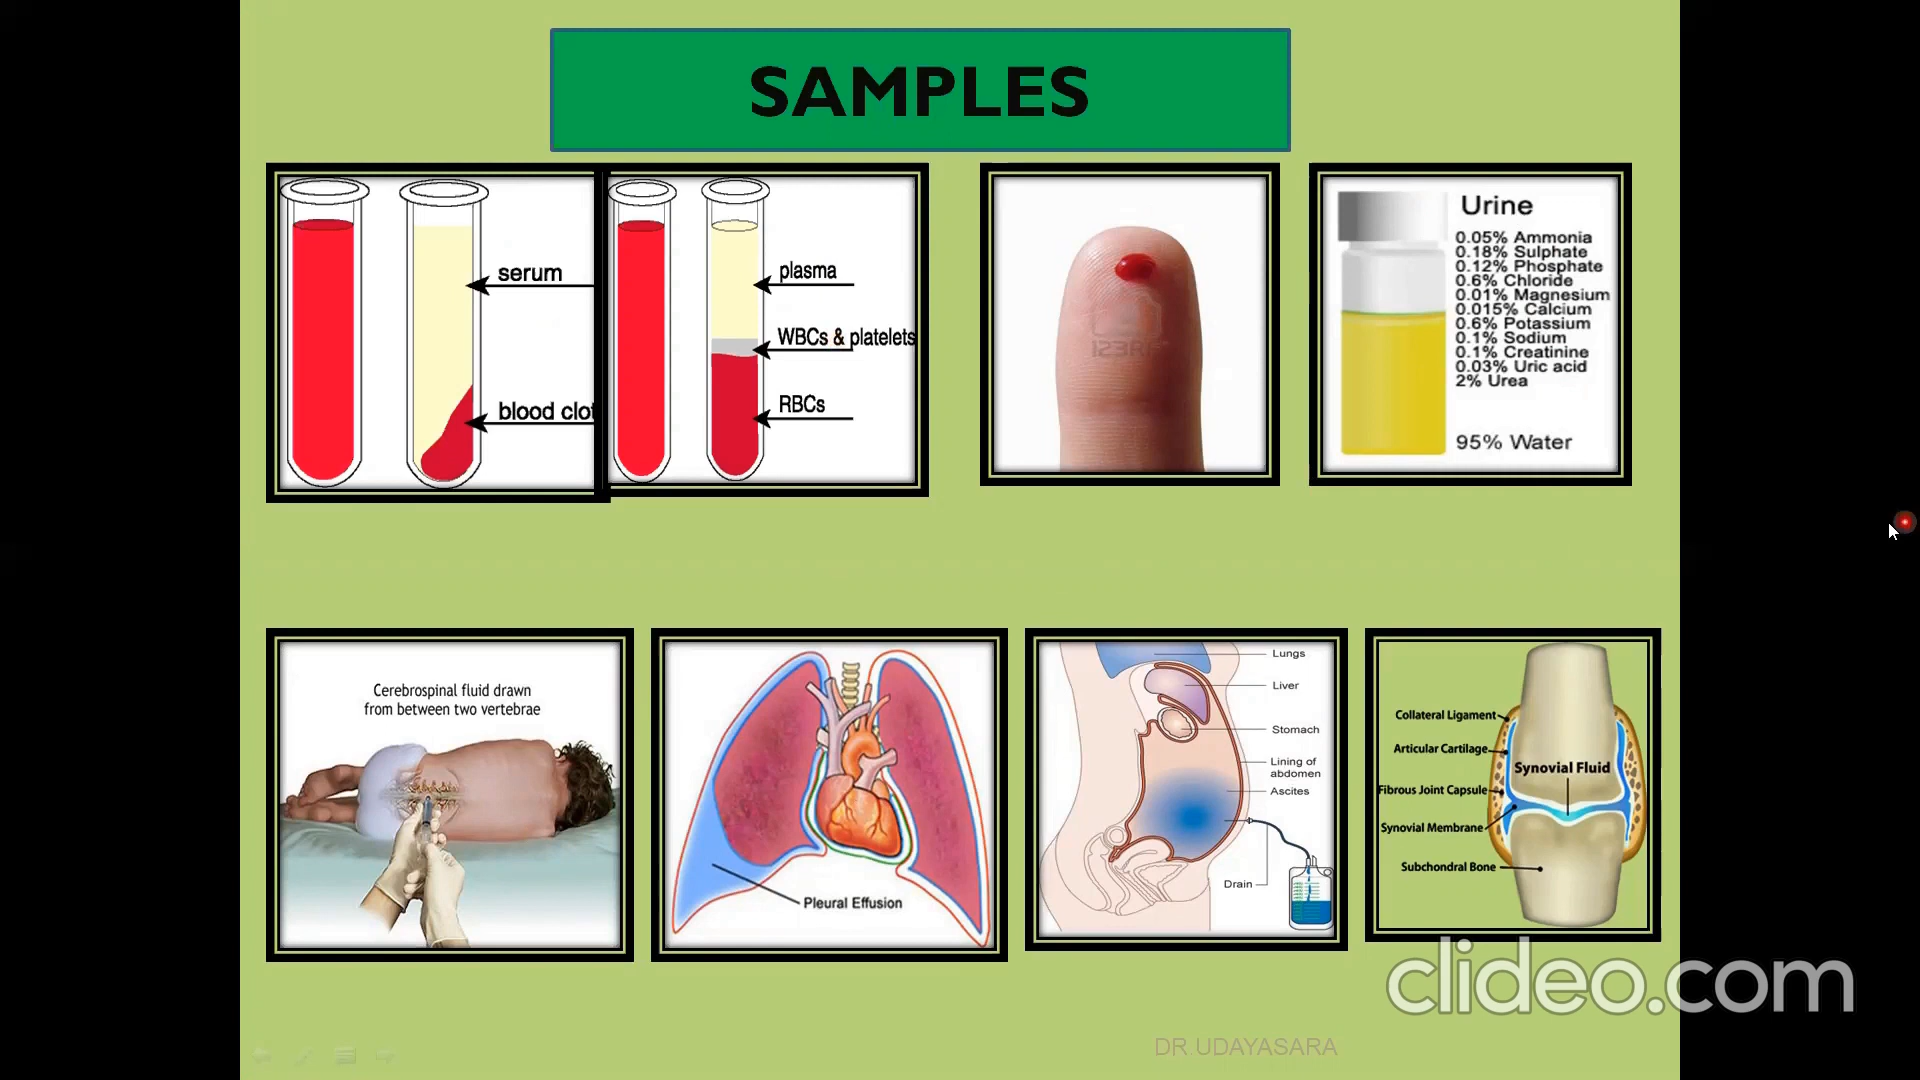 SAMPLES
serum
blood clot
plasma
WBCs & platelets
RBCs
123RF
Urine
0.05% Ammonia
0.18% Sulphate
0.12% Phosphate
0.6% Chloride
0.01% Magnesium
0.015% Calcium
0.6% Potassium
0.1% Sodium
0.1% Creatinine
0.03% Uric acid
2% Urea
95% Water
Cerebrospinal fluid drawn
from between two vertebrae
Pleural Effusion
Lungs
Liver
Stomach
Lining of
abdomen
Ascites
Drain
Collateral Ligament
Articular Cartilage
Synovial Fluid
Fibrous Joint Capsule
Synovial Membrane
Subchondral Bone
clideo.com
DR.UDAYASARA